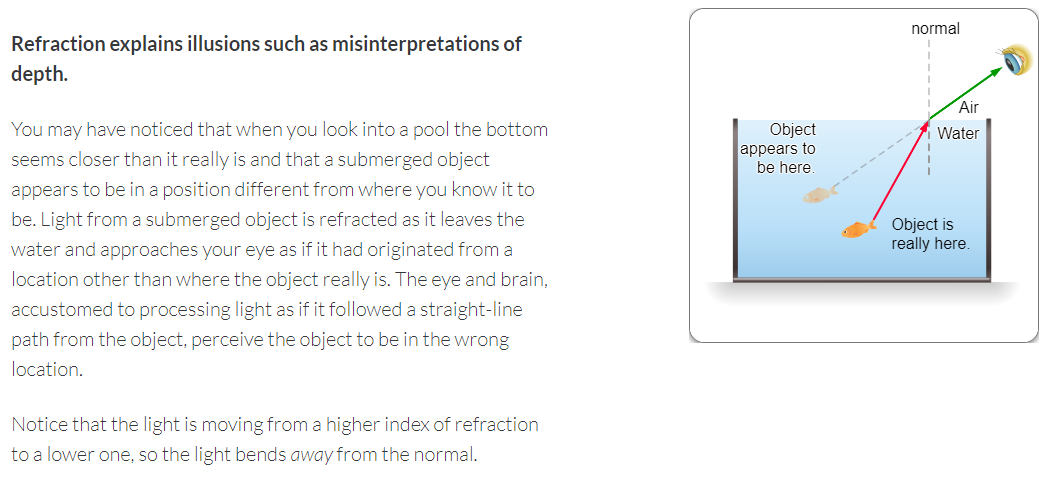 Refraction explains illusions such as misinterpretations of
depth.
You may have noticed that when you look into a pool the bottom
seems closer than it really is and that a submerged object
appears to be in a position different from where you know it to
be. Light from a submerged object is refracted as it leaves the
water and approaches your eye as if it had originated from a
location other than where the object really is. The eye and brain,
accustomed to processing light as if it followed a straight-line
path from the object, perceive the object to be in the wrong
location.
Notice that the light is moving from a higher index of refraction
to a lower one, so the light bends away from the normal.
normal
Air
Water
Object
appears to
be here.
Object is
really here.